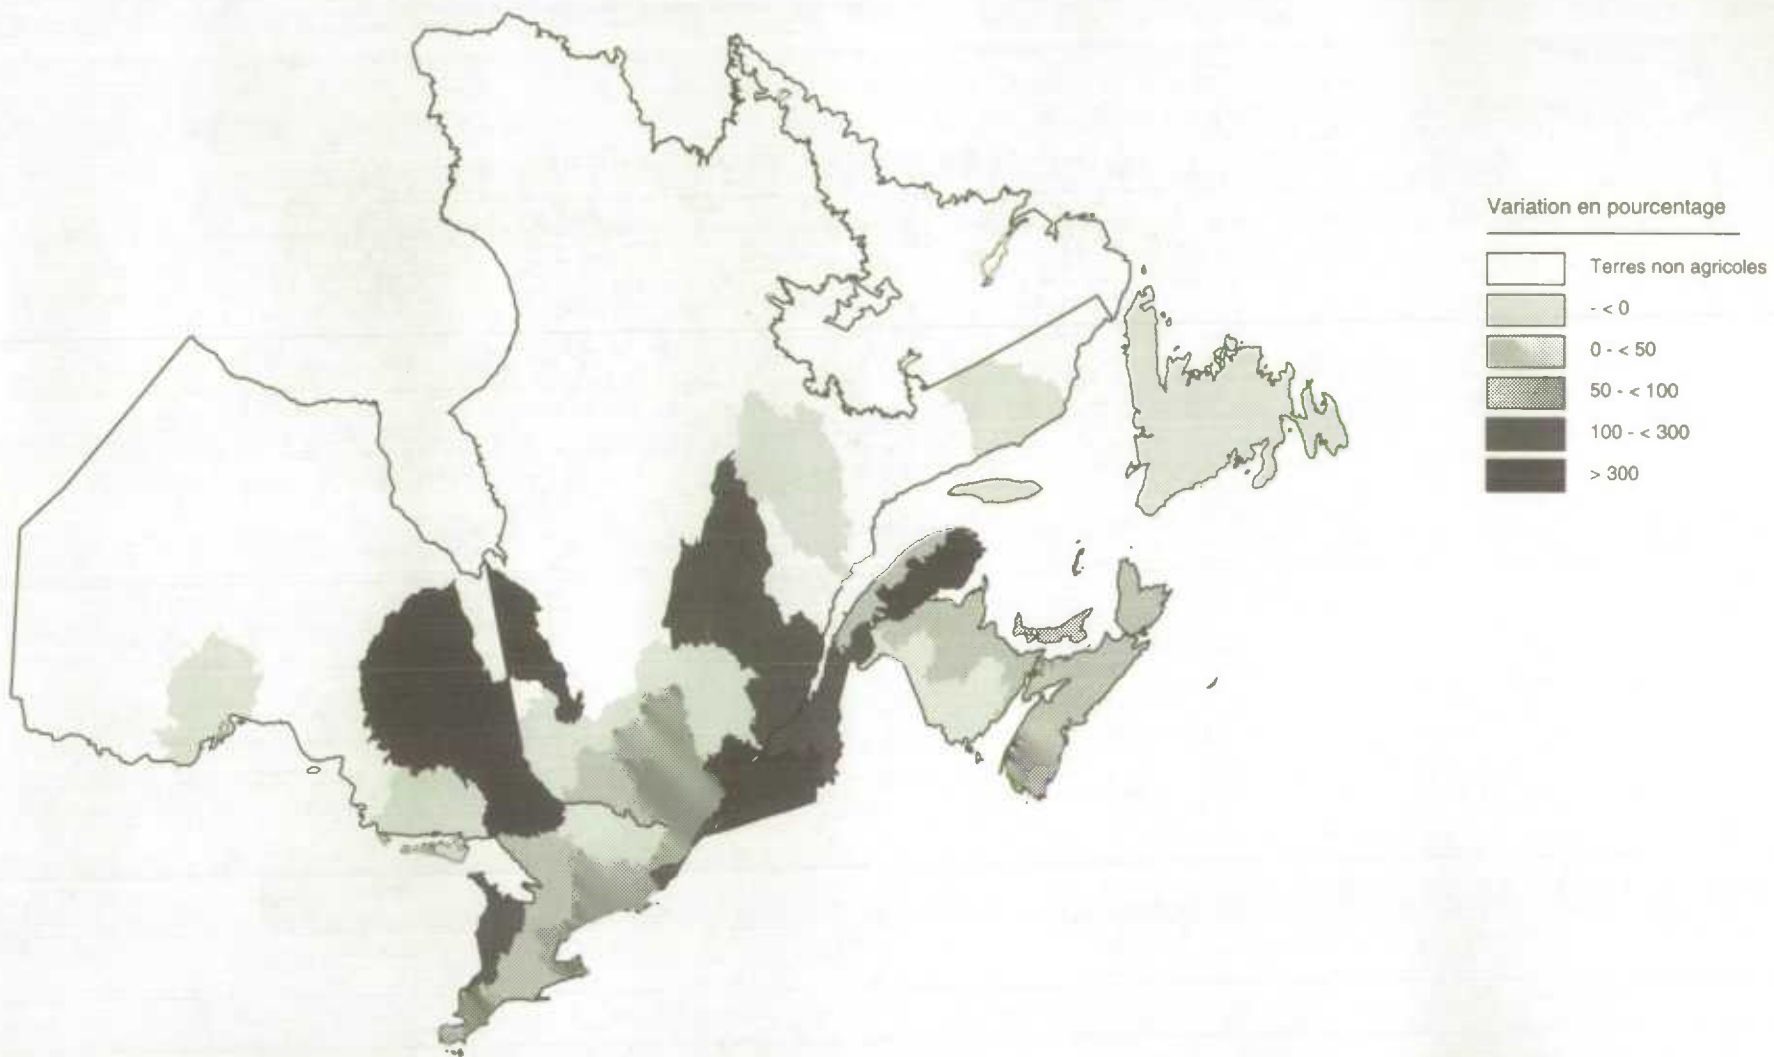 Variation en pourcentage
Terres non agricoles
- < 0
0 - < 50
50 - < 100
100 - < 300
> 300